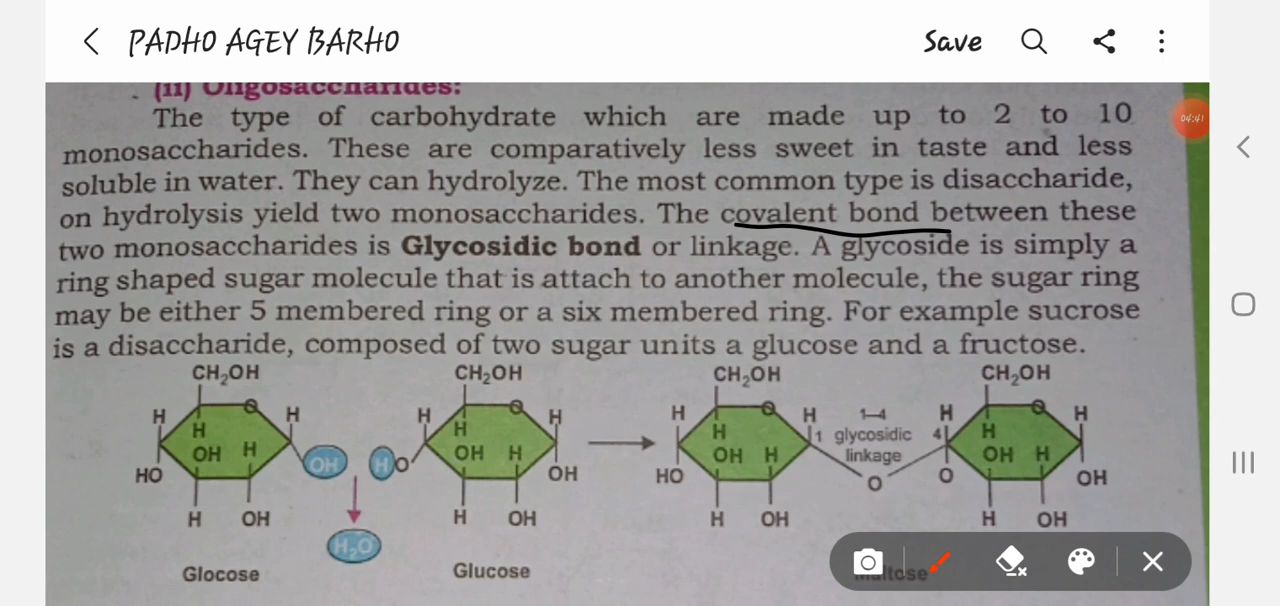 PADHO AGEY BARHO
Save
04:41
(ii) Oligosaccharides:
The type of carbohydrate which are made up to 2 to 10
monosaccharides. These are comparatively less sweet in taste and less
soluble in water. They can hydrolyze. The most common type is disaccharide,
on hydrolysis yield two monosaccharides. The covalent bond between these
two monosaccharides is Glycosidic bond or linkage. A glycoside is simply a
ring shaped sugar molecule that is attach to another molecule, the sugar ring
may be either 5 membered ring or a six membered ring. For example sucrose
is a disaccharide, composed of two sugar units a glucose and a fructose.
CH₂OH CH₂OH CH₂OH CH₂OH
H O H H O H H O H 1–4 H O H
H H H 1 glycosidic 4 H
OH H OH OH H OH H linkage OH H
HO HO OH HO O O OH
H OH H OH H OH H OH
H₂O
Glocose Glucose Maltose